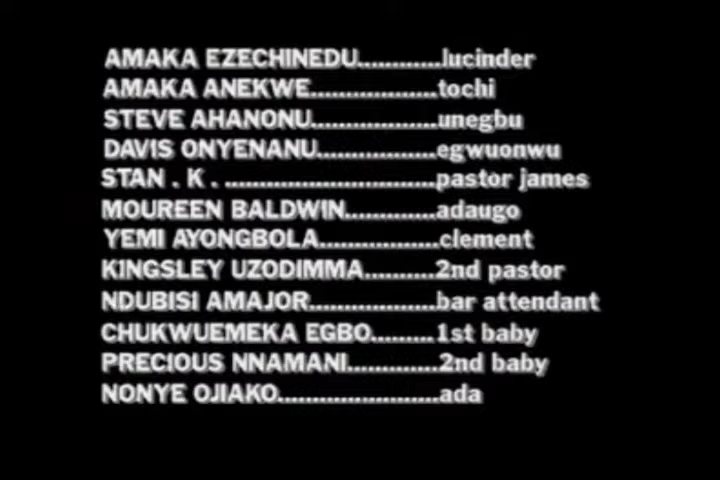 AMAKA EZECHINEDU............lucinder
AMAKA ANEKWE..................tochi
STEVE AHANONU..................unegbu
DAVIS ONYENANU.................egwuonwu
STAN . K . ..............................pastor james
MOUREEN BALDWIN.............adaugo
YEMI AYONGBOLA.................clement
KINGSLEY UZODIMMA..........2nd pastor
NDUBISI AMAJOR..................bar attendant
CHUKWUEMEKA EGBO.........1st baby
PRECIOUS NNAMANI.............2nd baby
NONYE OJIAKO.......................ada